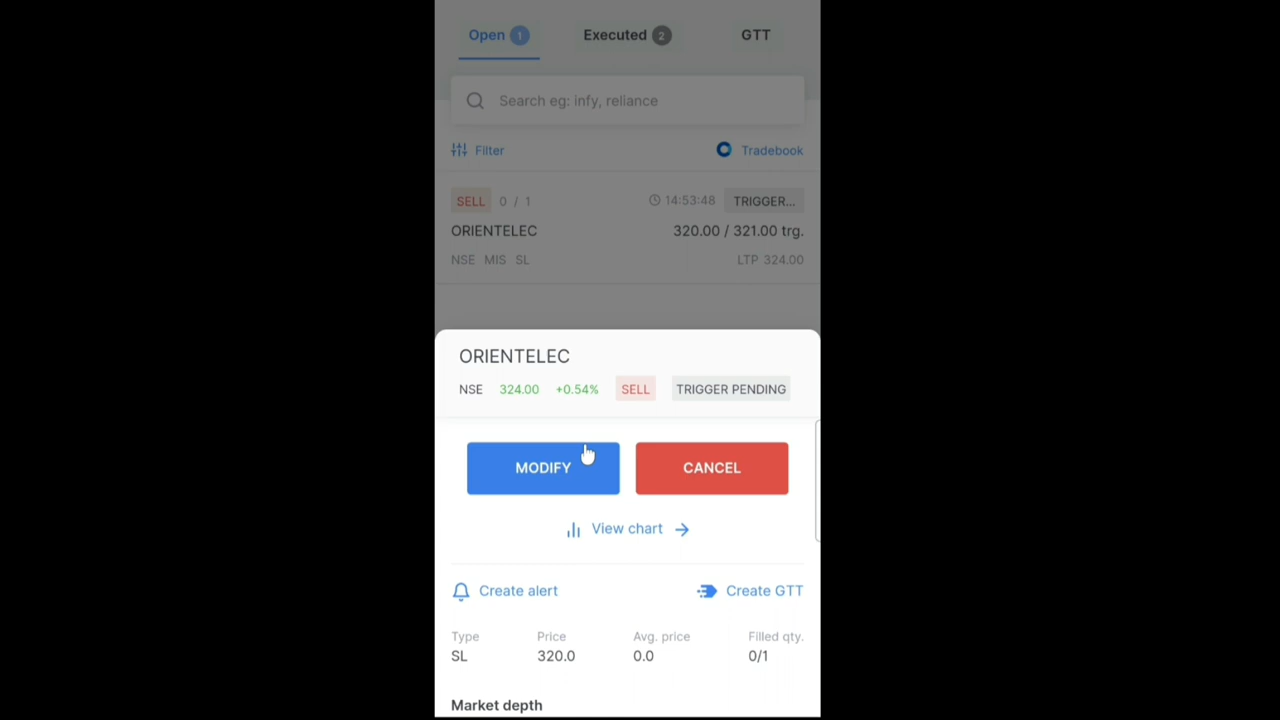 Open 1 Executed 2 GTT
Search eg: infy, reliance
Filter Tradebook
SELL 0 / 1 14:53:48 TRIGGER...
ORIENTELEC 320.00 / 321.00 trg.
NSE MIS SL LTP 324.00
ORIENTELEC
NSE 324.00 +0.54% SELL TRIGGER PENDING
MODIFY CANCEL
View chart
Create alert Create GTT
Type Price Avg. price Filled qty.
SL 320.0 0.0 0/1
Market depth